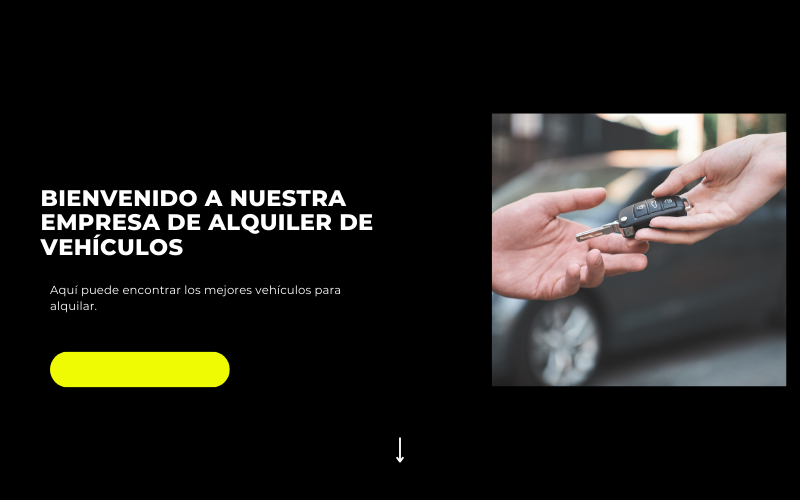 BIENVENIDO A NUESTRA
EMPRESA DE ALQUILER DE
VEHÍCULOS
Aquí puede encontrar los mejores vehículos para
alquilar.